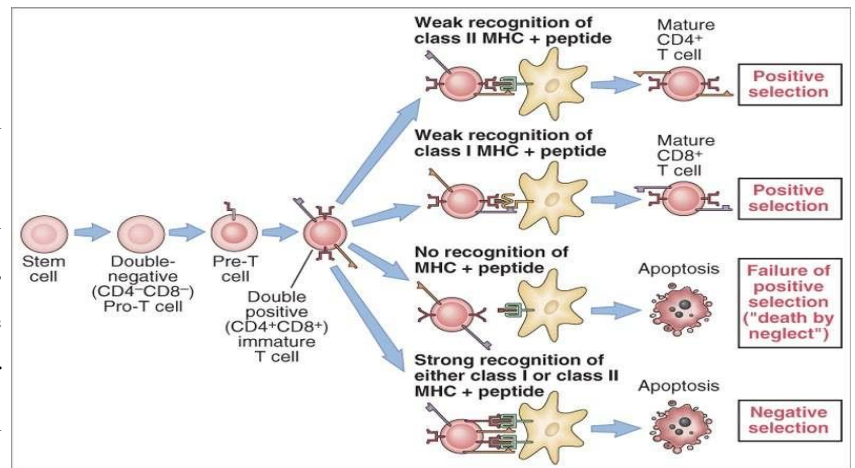 Weak recognition of
class II MHC + peptide
Mature
CD4+
T cell
Positive
selection
Weak recognition of
class I MHC + peptide
Mature
CD8+
T cell
Positive
selection
Stem
cell
Double-
negative
(CD4–CD8–)
Pro-T cell
Pre-T
cell
Double
positive
(CD4+CD8+)
immature
T cell
No recognition of
MHC + peptide
Apoptosis
Failure of
positive
selection
("death by
neglect")
Strong recognition of
either class I or class II
MHC + peptide
Apoptosis
Negative
selection